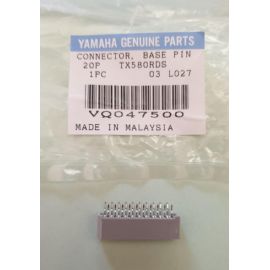 YAMAHA GENUINE PARTS
CONNECTOR, BASE PIN
20P TX580RDS
1PC 03 L027
VQ047500
MADE IN MALAYSIA